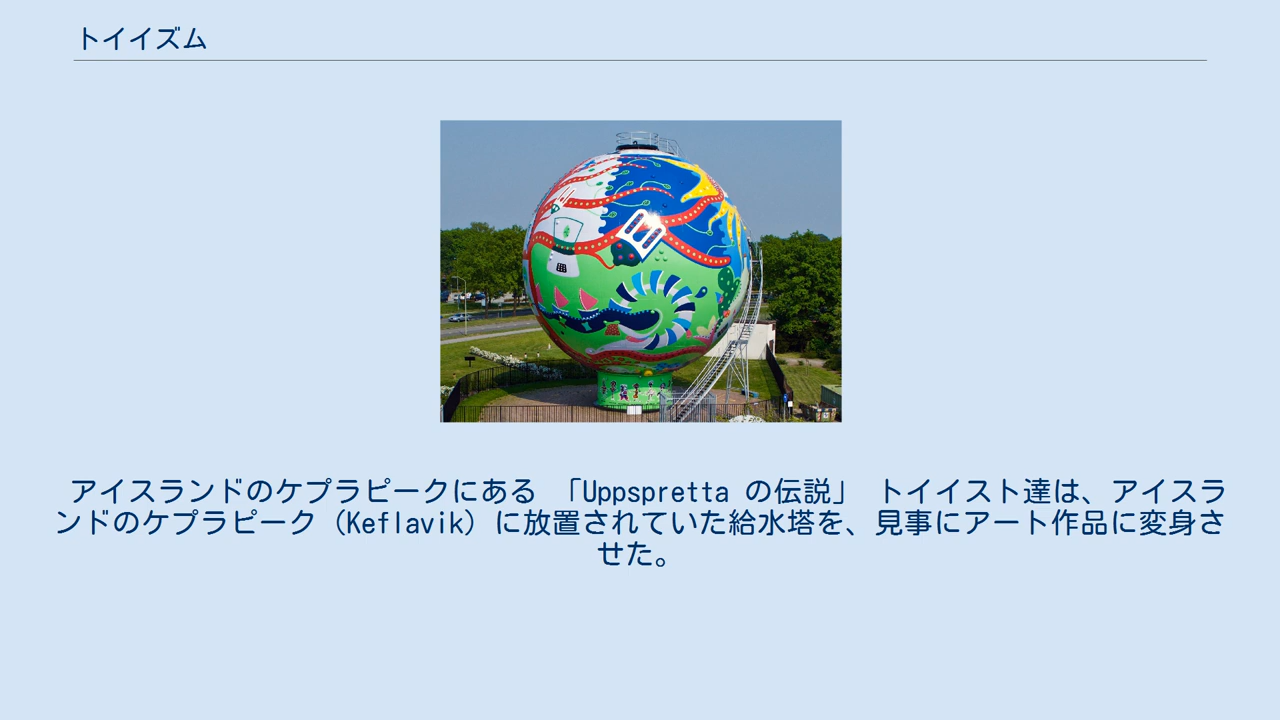 トイイズム
アイスランドのケプラビークにある 「Uppspretta の伝説」 トイイスト達は、アイスラ
ンドのケプラビーク（Keflavik）に放置されていた給水塔を、見事にアート作品に変身さ
せた。